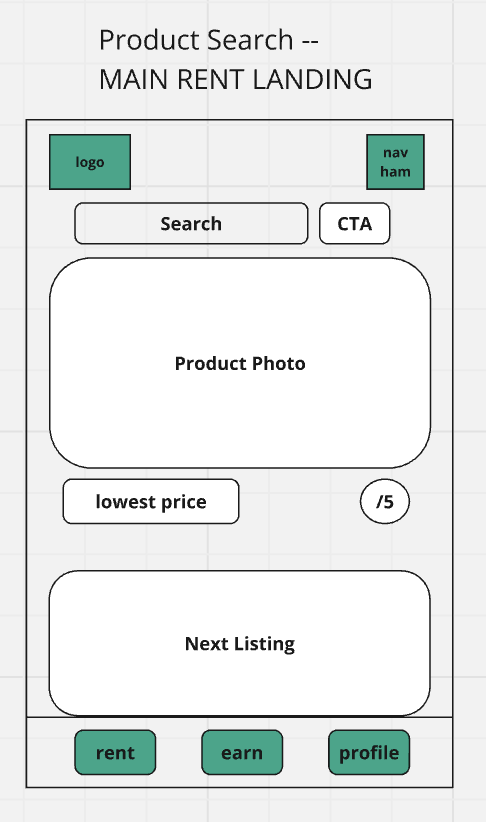 Product Search --
MAIN RENT LANDING
logo
nav
ham
Search
CTA
Product Photo
lowest price
/5
Next Listing
rent
earn
profile